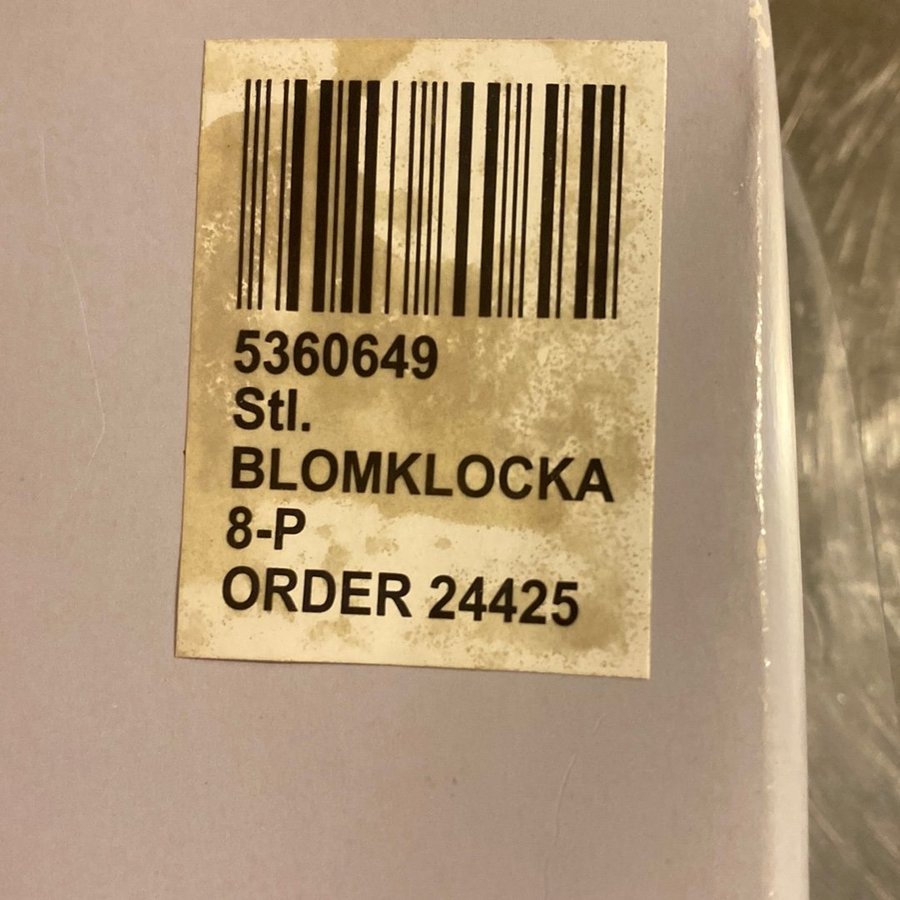 5360649
Stl.
BLOMKLOCKA
8-P
ORDER 24425